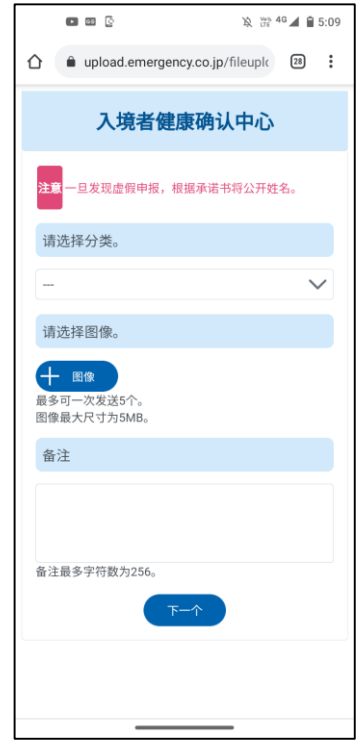 4G 5:09
upload.emergency.co.jp/fileuplo 28
入境者健康确认中心
注意 一旦发现虚假申报，根据承诺书将公开姓名。
请选择分类。
---
请选择图像。
图像
最多可一次发送5个。
图像最大尺寸为5MB。
备注
备注最多字符数为256。
下一个